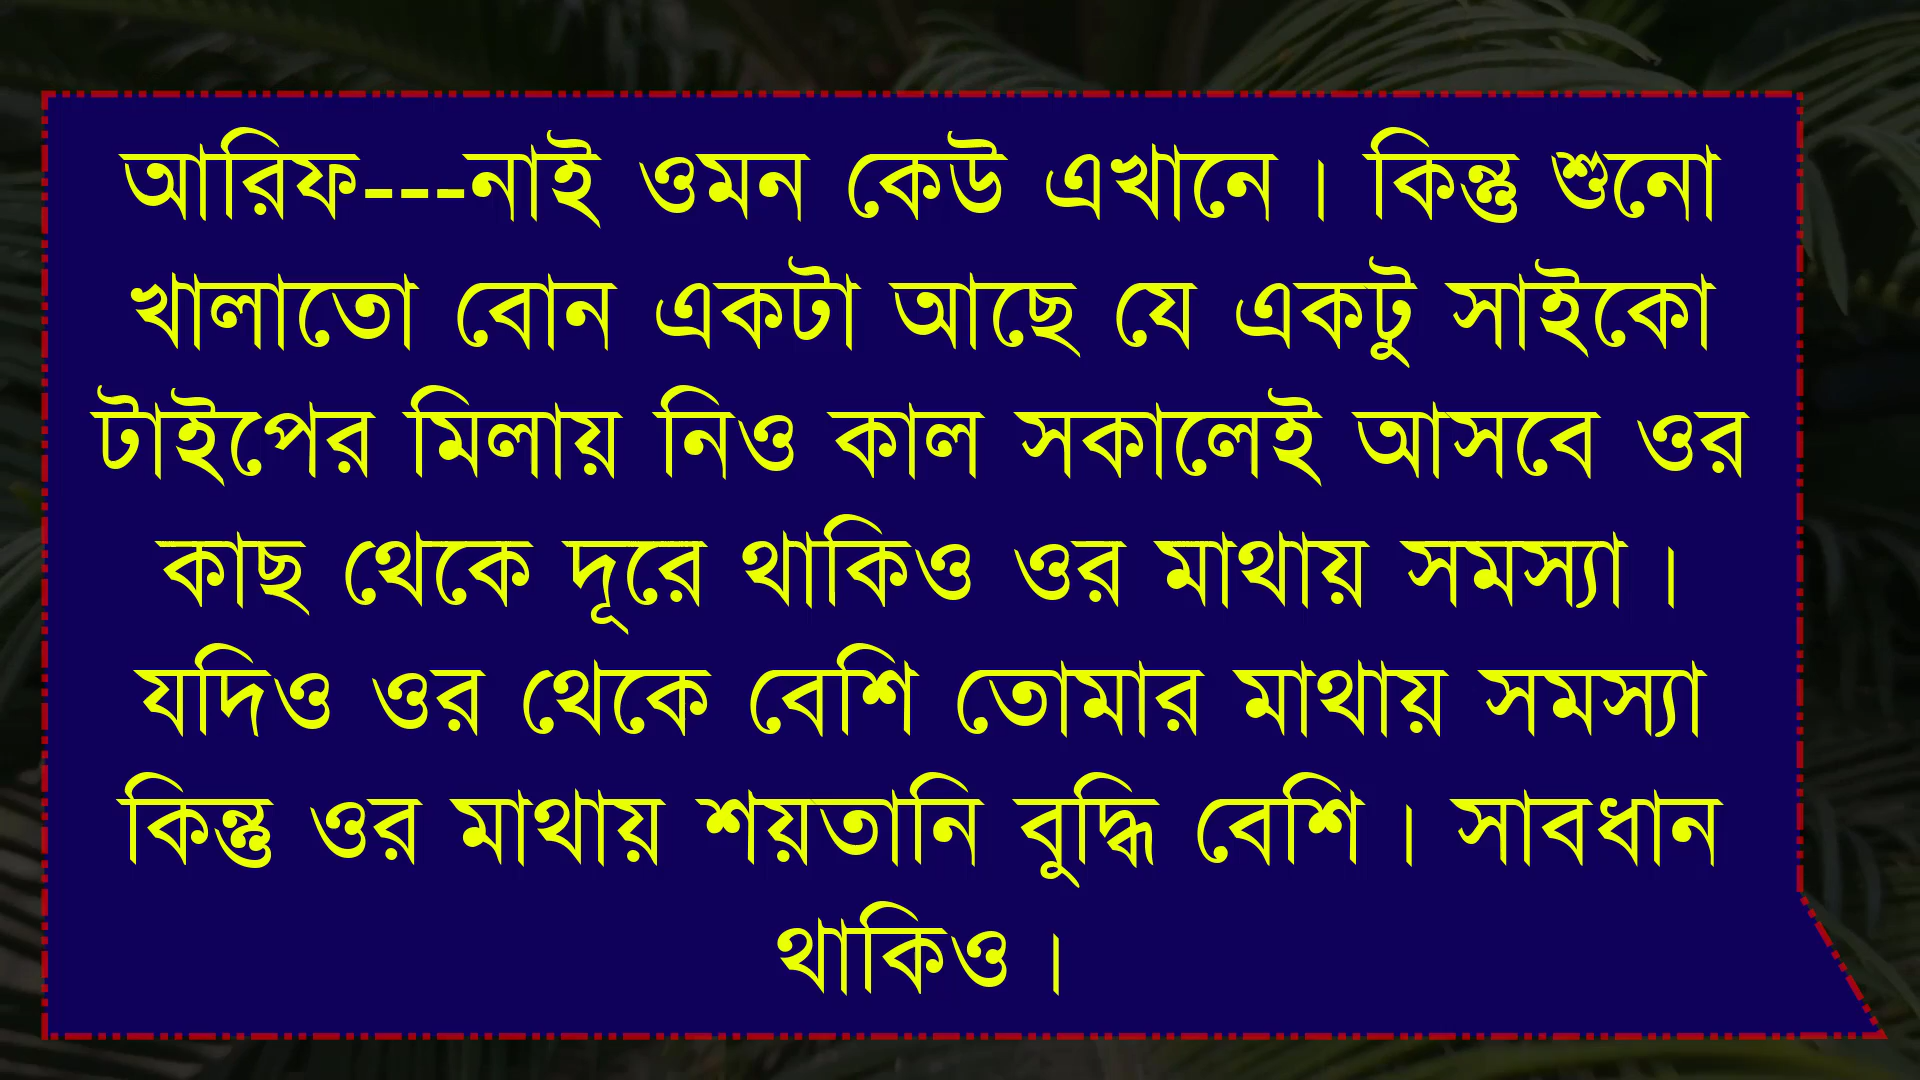 আরিফ---নাই ওমন কেউ এখানে। কিন্তু শুনো
খালাতো বোন একটা আছে যে একটু সাইকো
টাইপের মিলায় নিও কাল সকালেই আসবে ওর
কাছ থেকে দূরে থাকিও ওর মাথায় সমস্যা।
যদিও ওর থেকে বেশি তোমার মাথায় সমস্যা
কিন্তু ওর মাথায় শয়তানি বুদ্ধি বেশি। সাবধান
থাকিও।